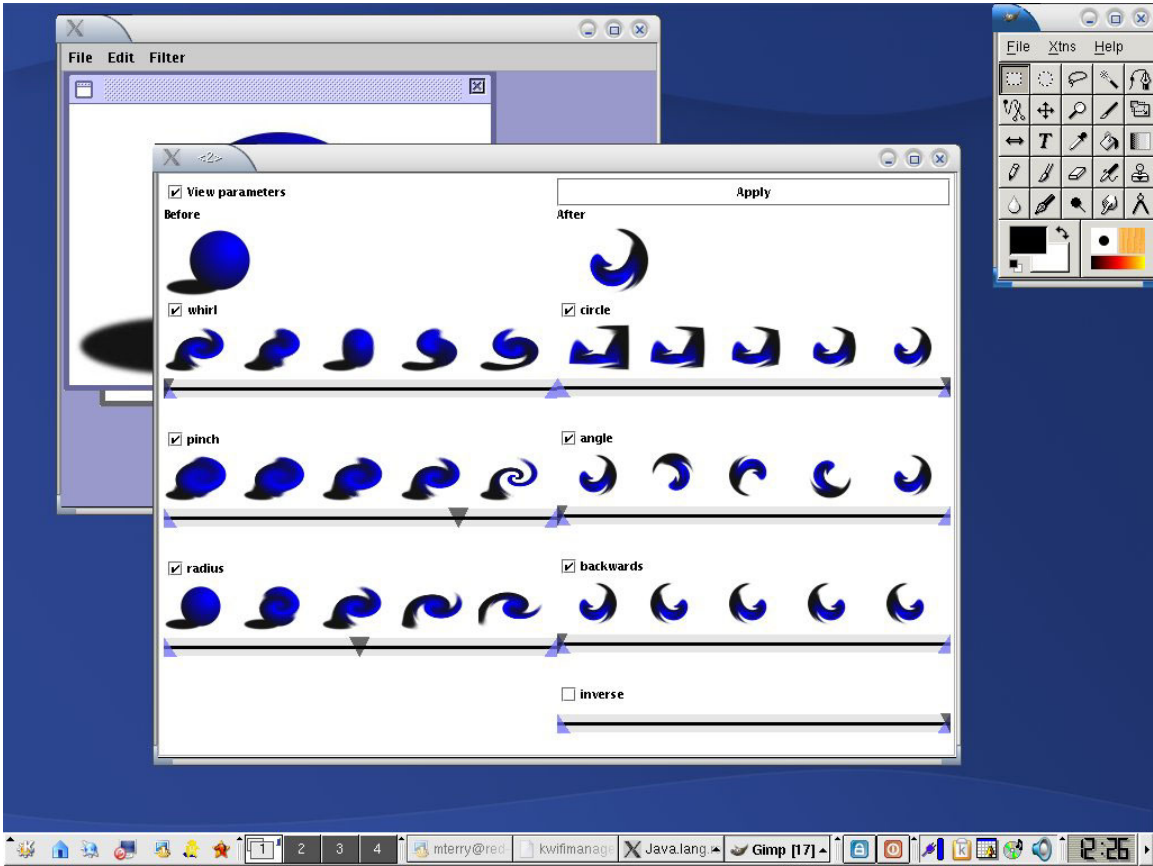 File Edit Filter
<2>
View parameters
Apply
Before
After
whirl
circle
pinch
angle
radius
backwards
inverse
File Xtns Help
1 2 3 4
mterry@red-
kwifimanage
Java.lang.
Gimp [17]
12:26